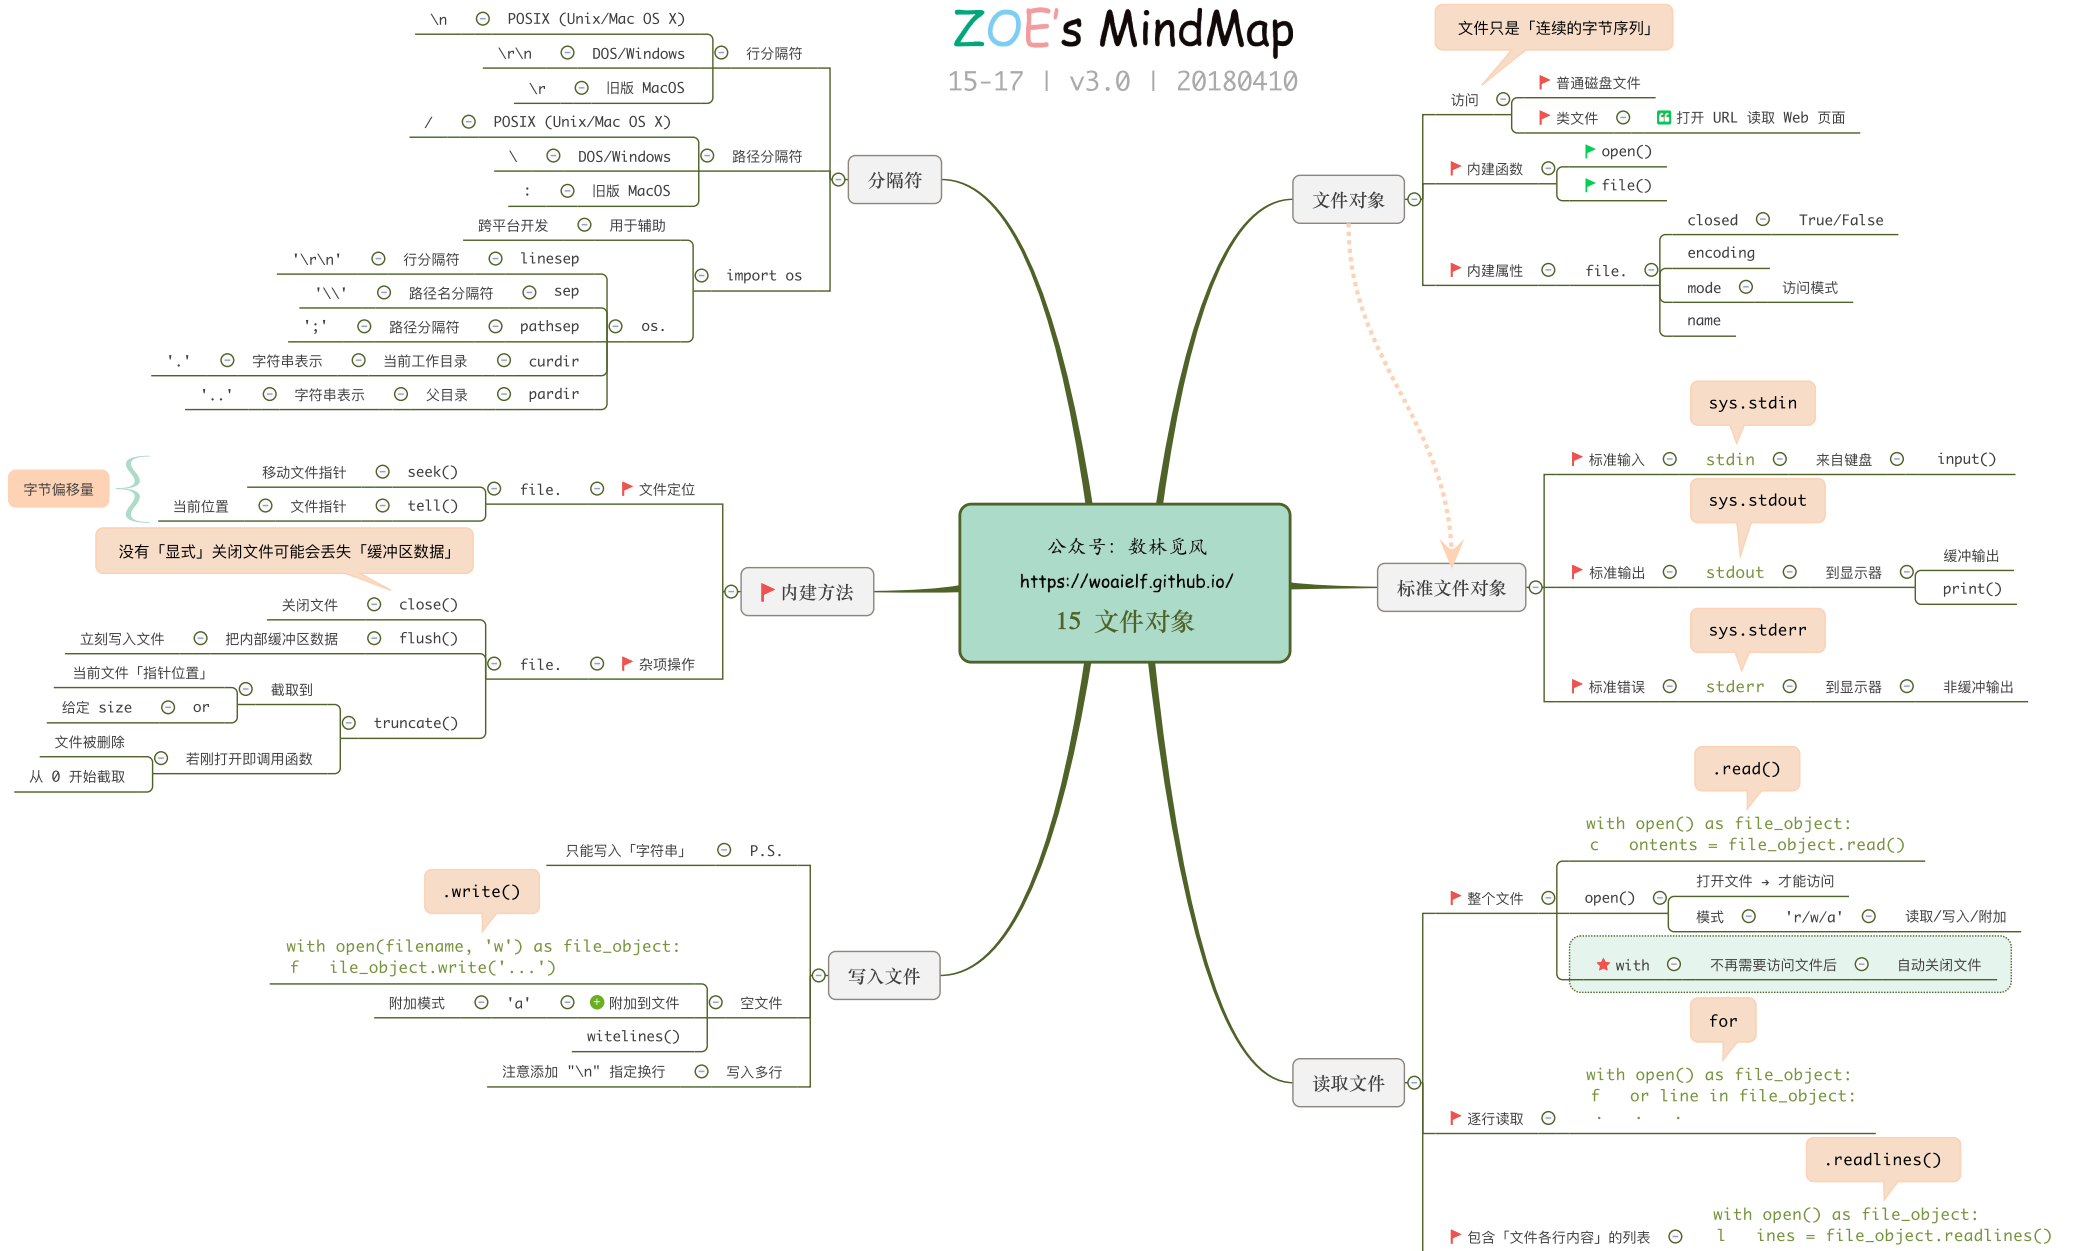 ZOE's MindMap
15-17 | v3.0 | 20180410
公众号：数林觅风
https://woaielf.github.io/
15 文件对象
分隔符
行分隔符
POSIX (Unix/Mac OS X)
\n
DOS/Windows
\r\n
旧版 MacOS
\r
路径分隔符
POSIX (Unix/Mac OS X)
/
DOS/Windows
\
旧版 MacOS
:
import os
用于辅助
跨平台开发
os.
linesep
行分隔符
'\r\n'
sep
路径名分隔符
'\\'
pathsep
路径分隔符
';'
curdir
当前工作目录
字符串表示
'.'
pardir
父目录
字符串表示
'..'
内建方法
文件定位
file.
seek()
移动文件指针
tell()
文件指针
当前位置
字节偏移量
杂项操作
file.
没有「显式」关闭文件可能会丢失「缓冲区数据」
close()
关闭文件
flush()
把内部缓冲区数据
立刻写入文件
truncate()
截取到
当前文件「指针位置」
or
给定 size
若刚打开即调用函数
文件被删除
从 0 开始截取
写入文件
P.S.
只能写入「字符串」
.write()
with open(filename, 'w') as file_object:
f   ile_object.write('...')
空文件
附加到文件
'a'
附加模式
witelines()
写入多行
注意添加 "\n" 指定换行
文件对象
文件只是「连续的字节序列」
访问
普通磁盘文件
类文件
打开 URL 读取 Web 页面
内建函数
open()
file()
内建属性
file.
closed
True/False
encoding
mode
访问模式
name
标准文件对象
sys.stdin
标准输入
stdin
来自键盘
input()
sys.stdout
标准输出
stdout
到显示器
缓冲输出
print()
sys.stderr
标准错误
stderr
到显示器
非缓冲输出
读取文件
整个文件
.read()
with open() as file_object:
c   ontents = file_object.read()
open()
打开文件 → 才能访问
模式
'r/w/a'
读取/写入/附加
with
不再需要访问文件后
自动关闭文件
逐行读取
for
with open() as file_object:
f   or line in file_object:
.   .   .
包含「文件各行内容」的列表
.readlines()
with open() as file_object:
l   ines = file_object.readlines()